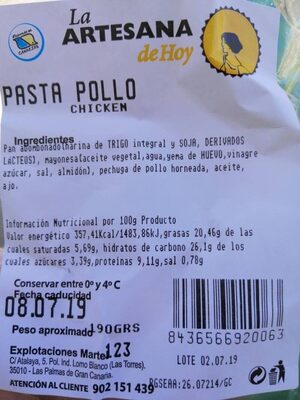 La
ARTESANA
de Hoy
CANARIAS
PASTA POLLO
CHICKEN
Ingredientes
Pan abombonado(harina de TRIGO integral y SOJA, DERIVADOS
LACTEOS), mayonesa(aceite vegetal,agua,yema de HUEVO,vinagre
azúcar, sal, almidón), pechuga de pollo horneada, aceite,
ajo.
Información Nutricional por 100g Producto
Valor energético 357,41Kcal/1483,86kJ,grasas 20,46g de las
cuales saturadas 5,69g, hidratos de carbono 26,1g de los
cuales azúcares 3,39g,proteínas 9,11g,sal 0,78g
Conservar entre 0º y 4º C
Fecha caducidad
08.07.19
Peso aproximado 190GRS
8436566920063
Explotaciones Martel 123
C/ Atalaya, 5. Pol. Ind. Lomo Blanco (Las Torres).
35010 - Las Palmas de Gran Canaria.
LOTE 02.07.19
ATENCIÓN AL CLIENTE 902 151 439
RGSEAA:26.07214/GC